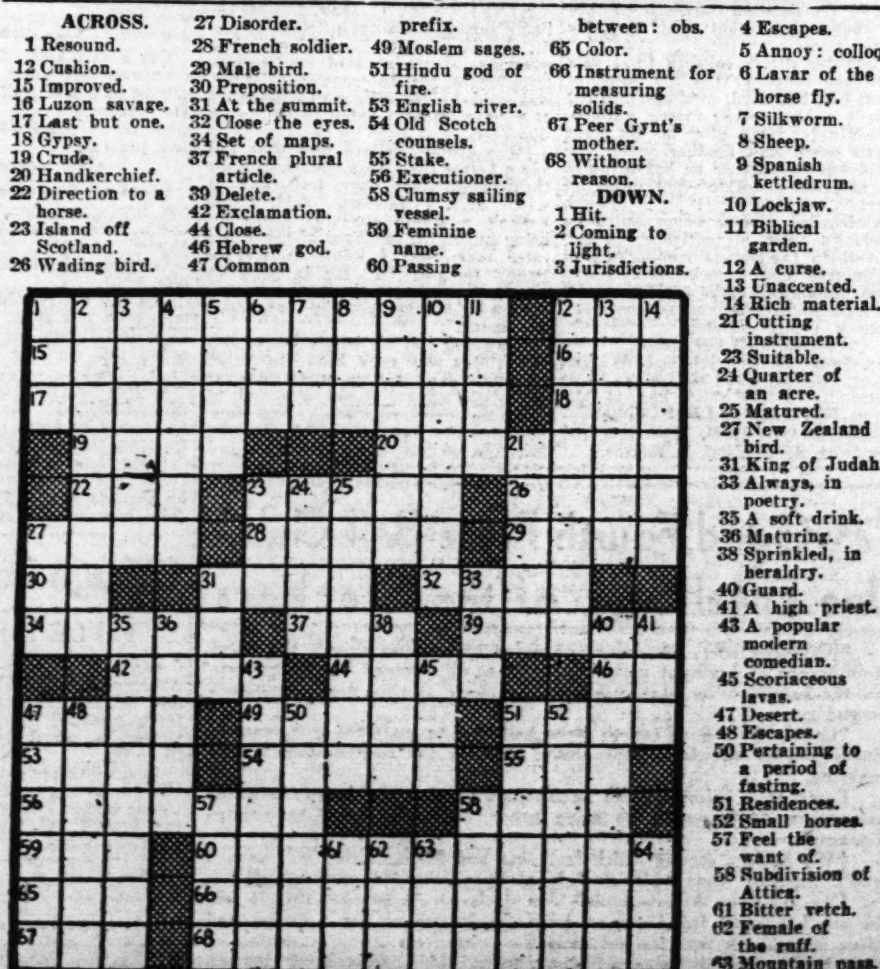 ACROSS.
1 Resound.
12 Cushion.
15 Improved.
16 Luzon savage.
17 Last but one.
18 Gypsy.
19 Crude.
20 Handkerchief.
22 Direction to a
horse.
23 Island off
Scotland.
26 Wading bird.
27 Disorder.
28 French soldier.
29 Male bird.
30 Preposition.
31 At the summit.
32 Close the eyes.
34 Set of maps.
37 French plural
article.
39 Delete.
42 Exclamation.
44 Close.
46 Hebrew god.
47 Common
prefix.
49 Moslem sages.
51 Hindu god of
fire.
53 English river.
54 Old Scotch
counsels.
55 Stake.
56 Executioner.
58 Clumsy sailing
vessel.
59 Feminine
name.
60 Passing
between: obs.
65 Color.
66 Instrument for
measuring
solids.
67 Peer Gynt's
mother.
68 Without
reason.
DOWN.
1 Hit.
2 Coming to
light.
3 Jurisdictions.
4 Escapes.
5 Annoy: colloq
6 Lavar of the
horse fly.
7 Silkworm.
8 Sheep.
9 Spanish
kettledrum.
10 Lockjaw.
11 Biblical
garden.
12 A curse.
13 Unaccented.
14 Rich material.
21 Cutting
instrument.
23 Suitable.
24 Quarter of
an acre.
25 Matured.
27 New Zealand
bird.
31 King of Judah
33 Always, in
poetry.
35 A soft drink.
36 Maturing.
38 Sprinkled, in
heraldry.
40 Guard.
41 A high priest.
43 A popular
modern
comedian.
45 Scoriaceous
lavas.
47 Desert.
48 Escapes.
50 Pertaining to
a period of
fasting.
51 Residences.
52 Small horses.
57 Feel the
want of.
58 Subdivision of
Attica.
61 Bitter vetch.
62 Female of
the ruff.
63 Mountain pass.
1 2 3 4 5 6 7 8 9 10 11 12 13 14
15 16
17 18
19 20 21
22 23 24 25 26
27 28 29
30 31 32 33
34 35 36 37 38 39 40 41
42 43 44 45 46
47 48 49 50 51 52
53 54 55
56 57 58
59 60 61 62 63 64
65 66
67 68